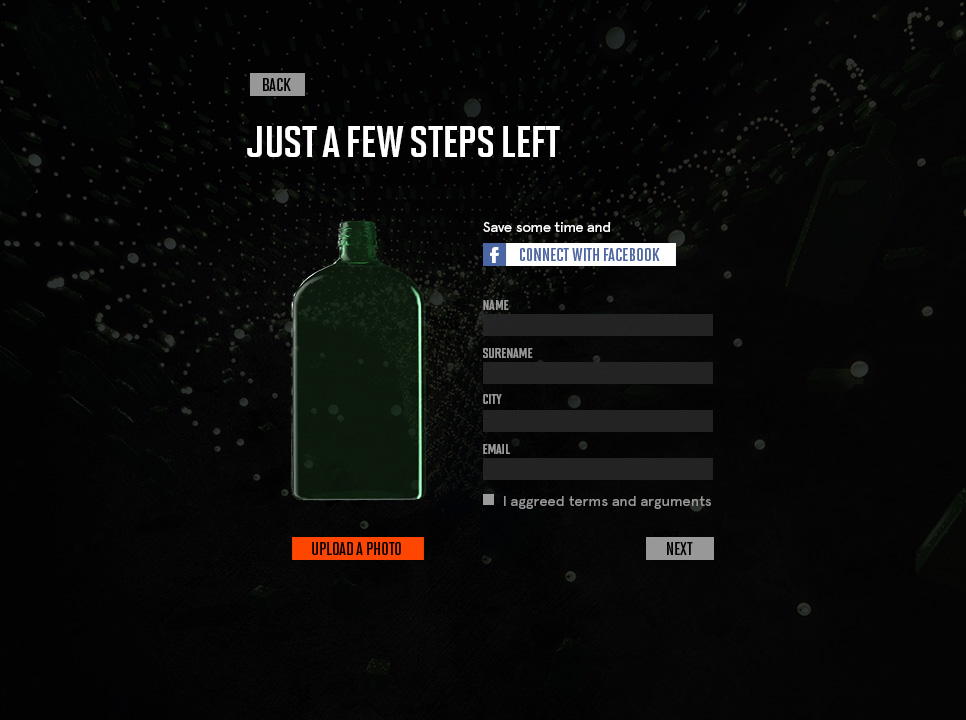 BACK
JUST A FEW STEPS LEFT
Save some time and
f CONNECT WITH FACEBOOK
NAME
SURENAME
CITY
EMAIL
I aggreed terms and arguments
UPLOAD A PHOTO
NEXT